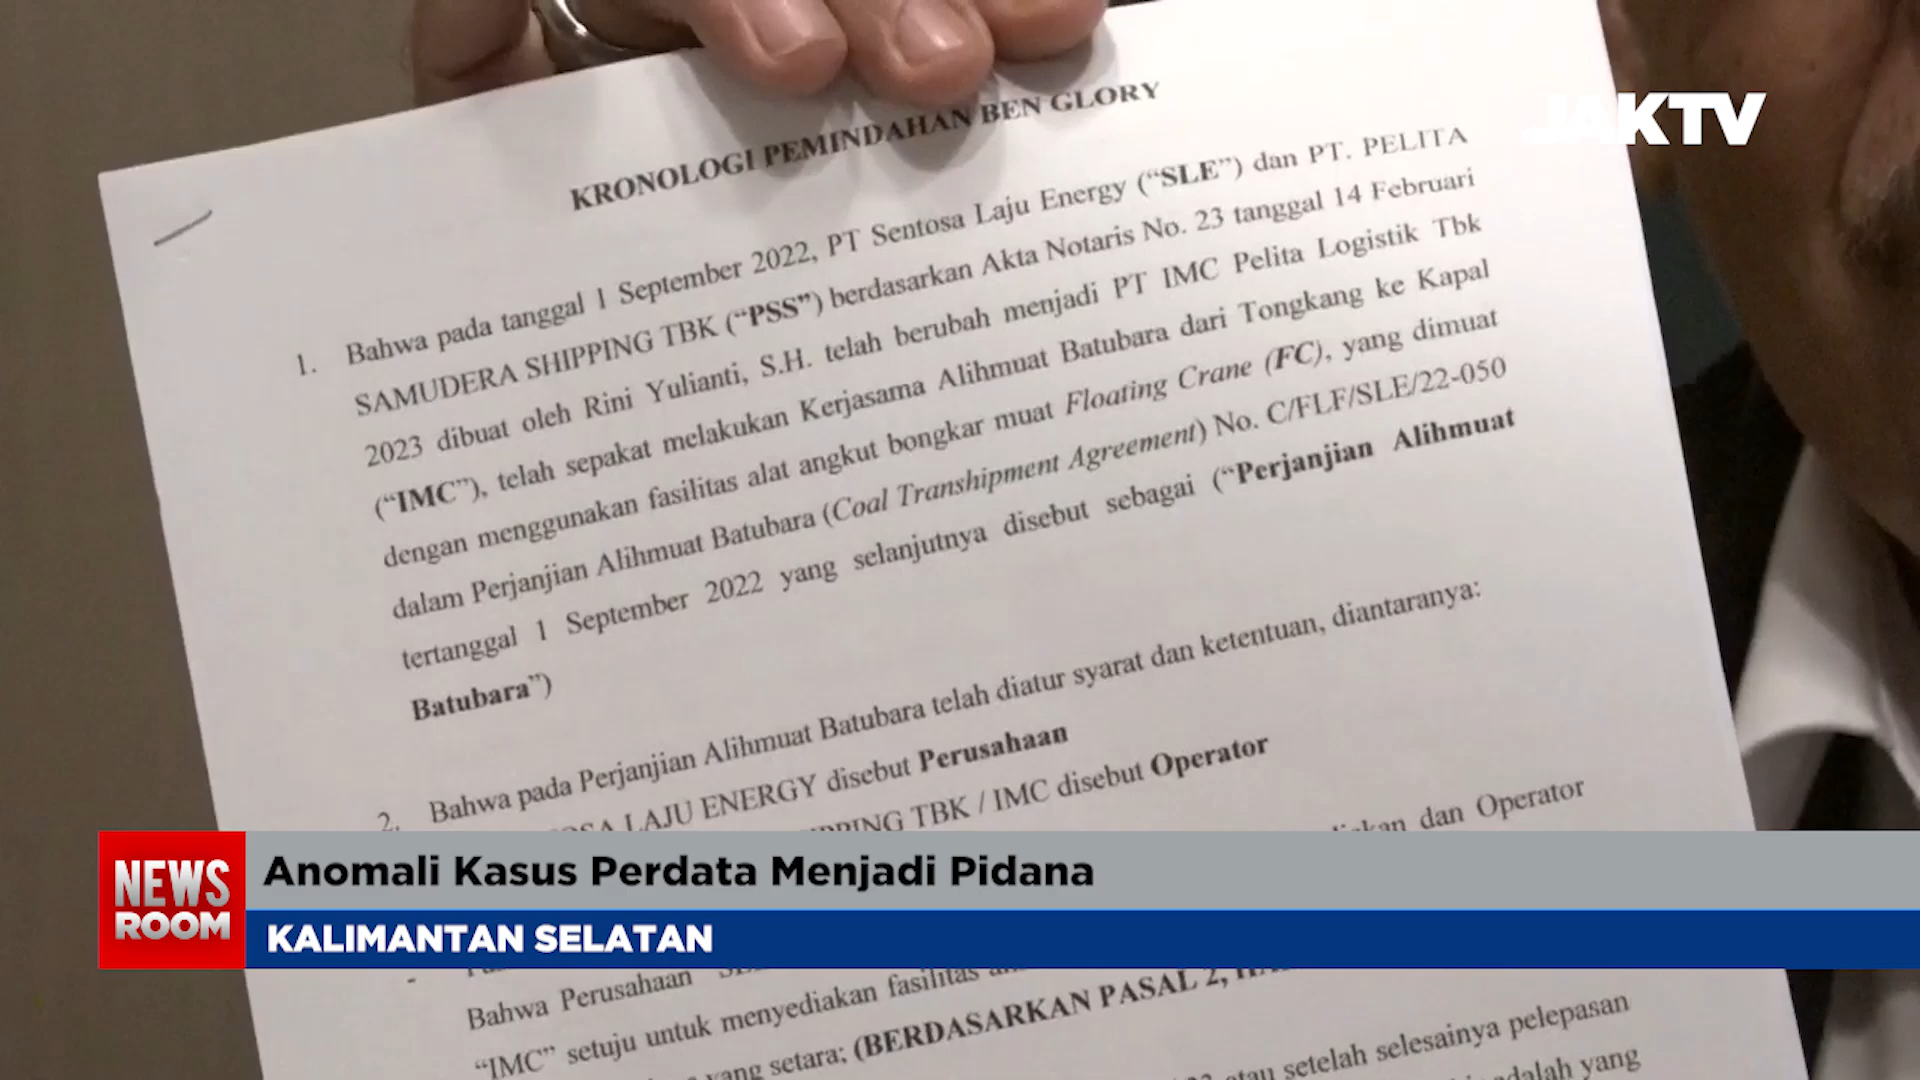 JAKTV
KRONOLOGI PEMINDAHAN BEN GLORY
1. Bahwa pada tanggal 1 September 2022, PT Sentosa Laju Energy (“SLE”) dan PT. PELITA
SAMUDERA SHIPPING TBK (“PSS”) berdasarkan Akta Notaris No. 23 tanggal 14 Februari
2023 dibuat oleh Rini Yulianti, S.H. telah berubah menjadi PT IMC Pelita Logistik Tbk
(“IMC”), telah sepakat melakukan Kerjasama Alihmuat Batubara dari Tongkang ke Kapal
dengan menggunakan fasilitas alat angkut bongkar muat Floating Crane (FC), yang dimuat
dalam Perjanjian Alihmuat Batubara (Coal Transhipment Agreement) No. C/FLF/SLE/22-050
tertanggal 1 September 2022 yang selanjutnya disebut sebagai (“Perjanjian Alihmuat
Batubara”)
2. Bahwa pada Perjanjian Alihmuat Batubara telah diatur syarat dan ketentuan, diantaranya:
LAJU ENERGY disebut Perusahaan
TBK / IMC disebut Operator
dan Operator
NEWS
ROOM
Anomali Kasus Perdata Menjadi Pidana
KALIMANTAN SELATAN
-
Bahwa Perusahaan
“IMC” setuju untuk menyediakan fasilitas
yang setara; (BERDASARKAN PASAL 2,
atau setelah selesainya pelepasan
adalah yang